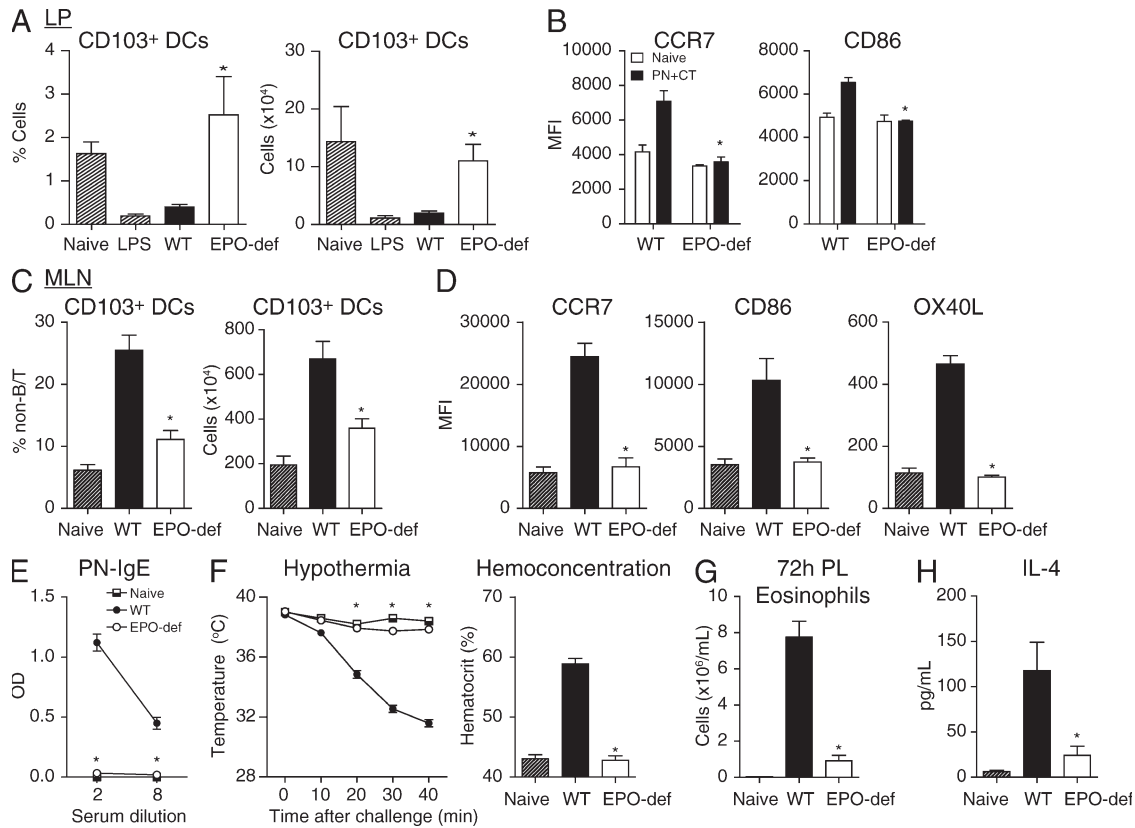 A LP
CD103+ DCs
% Cells
4
3
2
1
0
*
Naive LPS WT EPO-def
CD103+ DCs
Cells (x10⁴)
30
20
10
0
*
Naive LPS WT EPO-def
B
CCR7
MFI
10000
8000
6000
4000
2000
0
Naive
PN+CT
*
WT EPO-def
CD86
8000
6000
4000
2000
0
*
WT EPO-def
C MLN
CD103+ DCs
% non-B/T
30
20
10
0
*
Naive WT EPO-def
CD103+ DCs
Cells (x10⁴)
800
600
400
200
0
*
Naive WT EPO-def
D
CCR7
MFI
30000
20000
10000
0
*
Naive WT EPO-def
CD86
15000
10000
5000
0
*
Naive WT EPO-def
OX40L
600
400
200
0
*
Naive WT EPO-def
E
PN-IgE
OD
1.5
1.0
0.5
0.0
Naive
WT
EPO-def
* *
2 8
Serum dilution
F
Hypothermia
Temperature (°C)
40
36
32
28
* * *
0 10 20 30 40
Time after challenge (min)
Hemoconcentration
Hematocrit (%)
70
60
50
40
*
Naive WT EPO-def
G
72h PL
Eosinophils
Cells (x10⁶/mL)
10
8
6
4
2
0
*
Naive WT EPO-def
H
IL-4
pg/mL
200
150
100
50
0
*
Naive WT EPO-def